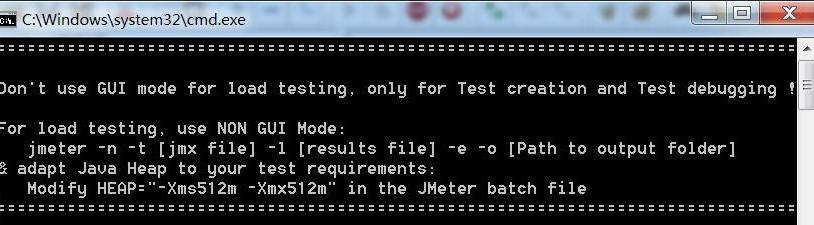 C:\Windows\system32\cmd.exe
================================================================================
Don't use GUI mode for load testing, only for Test creation and Test debugging !
For load testing, use NON GUI Mode:
jmeter -n -t [jmx file] -l [results file] -e -o [Path to output folder]
& adapt Java Heap to your test requirements:
Modify HEAP="-Xms512m -Xmx512m" in the JMeter batch file
================================================================================